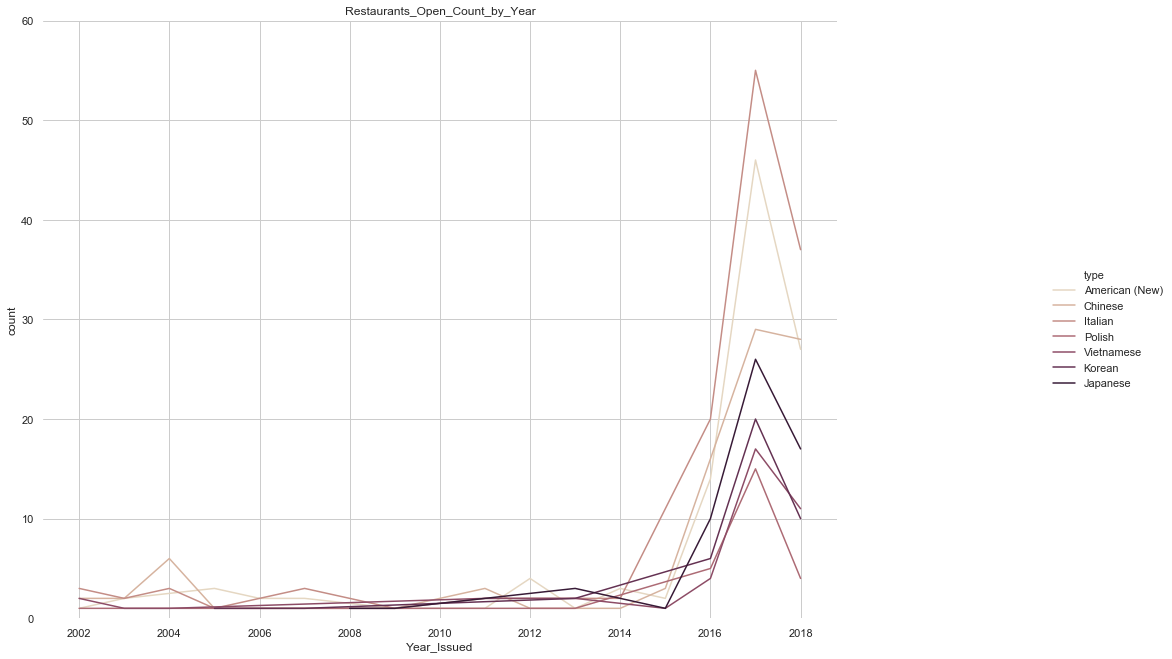 Restaurants_Open_Count_by_Year
60
50
40
30
20
10
0
count
2002 2004 2006 2008 2010 2012 2014 2016 2018
Year_Issued
type
American (New)
Chinese
Italian
Polish
Vietnamese
Korean
Japanese